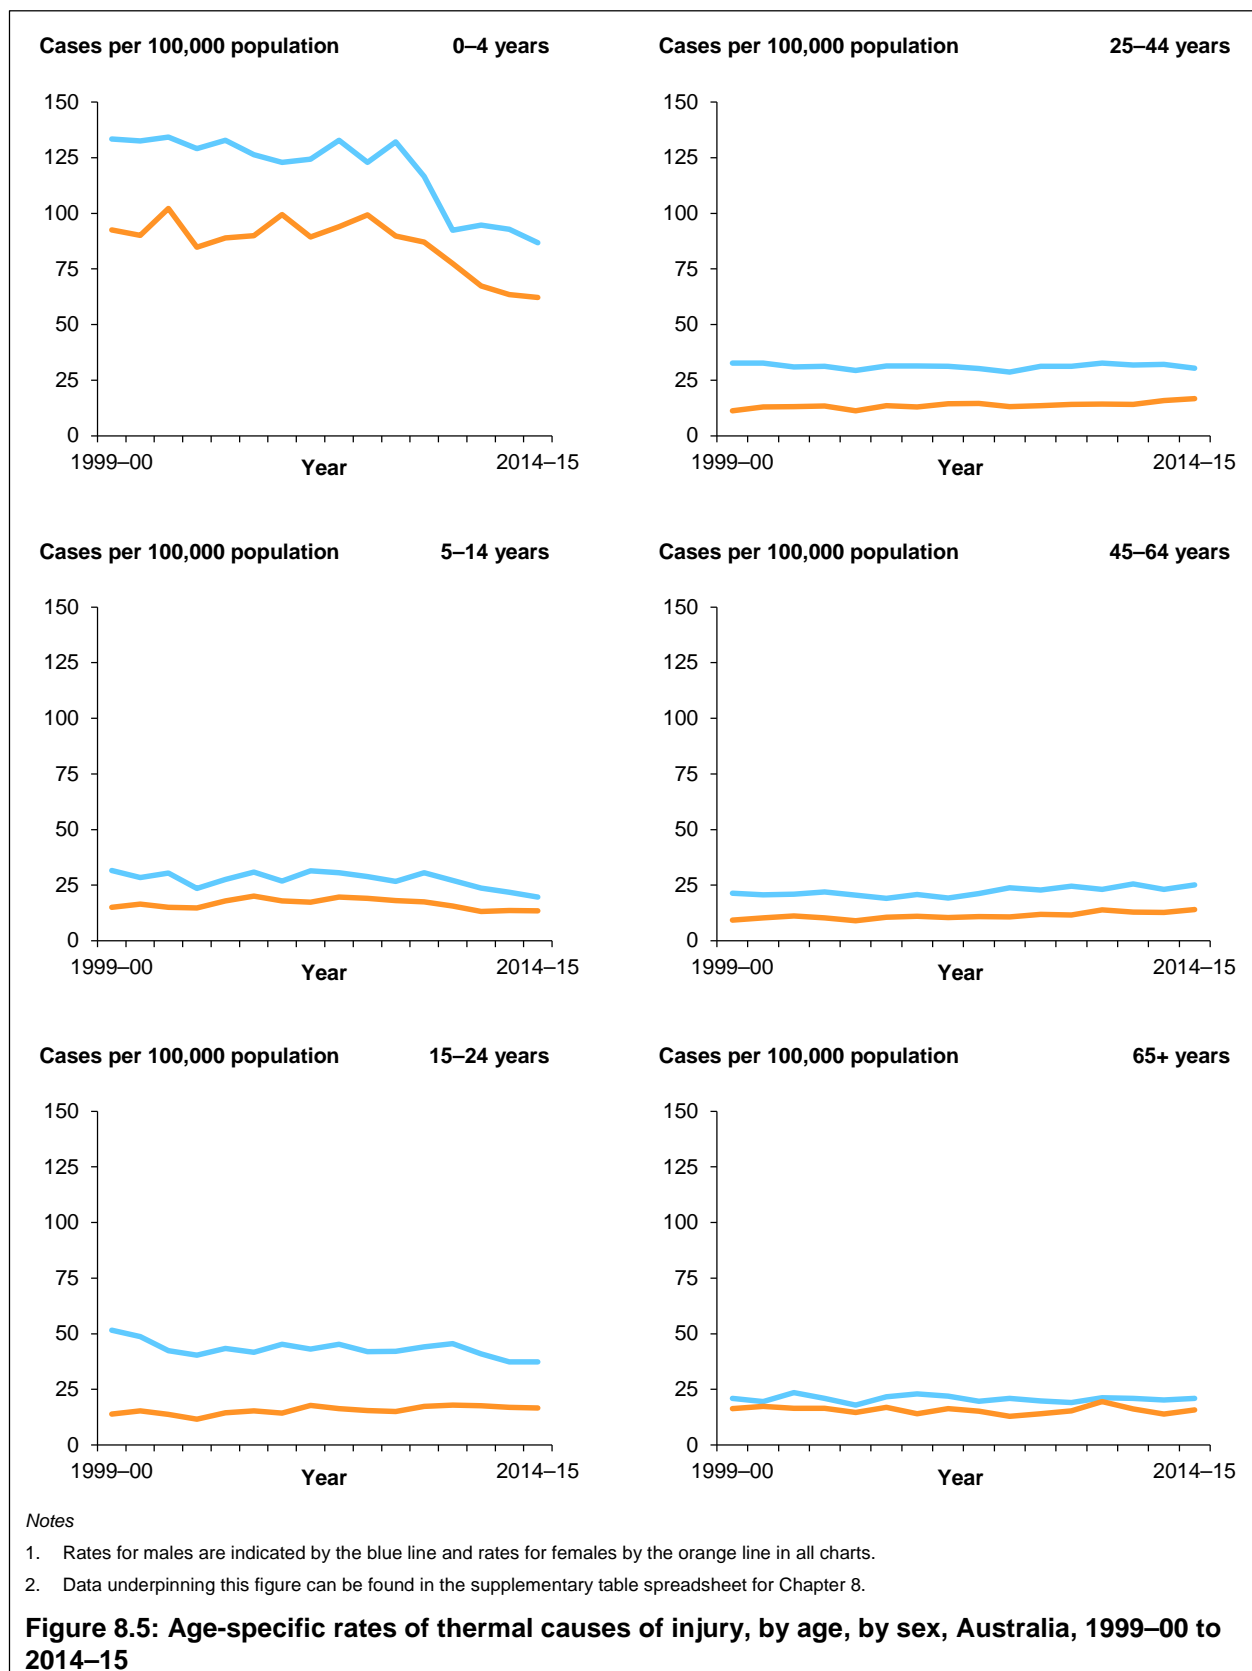 Cases per 100,000 population 0–4 years
150
125
100
75
50
25
0
1999–00 Year 2014–15
Cases per 100,000 population 25–44 years
150
125
100
75
50
25
0
1999–00 Year 2014–15
Cases per 100,000 population 5–14 years
150
125
100
75
50
25
0
1999–00 Year 2014–15
Cases per 100,000 population 45–64 years
150
125
100
75
50
25
0
1999–00 Year 2014–15
Cases per 100,000 population 15–24 years
150
125
100
75
50
25
0
1999–00 Year 2014–15
Cases per 100,000 population 65+ years
150
125
100
75
50
25
0
1999–00 Year 2014–15
Notes
1. Rates for males are indicated by the blue line and rates for females by the orange line in all charts.
2. Data underpinning this figure can be found in the supplementary table spreadsheet for Chapter 8.
Figure 8.5: Age-specific rates of thermal causes of injury, by age, by sex, Australia, 1999–00 to
2014–15